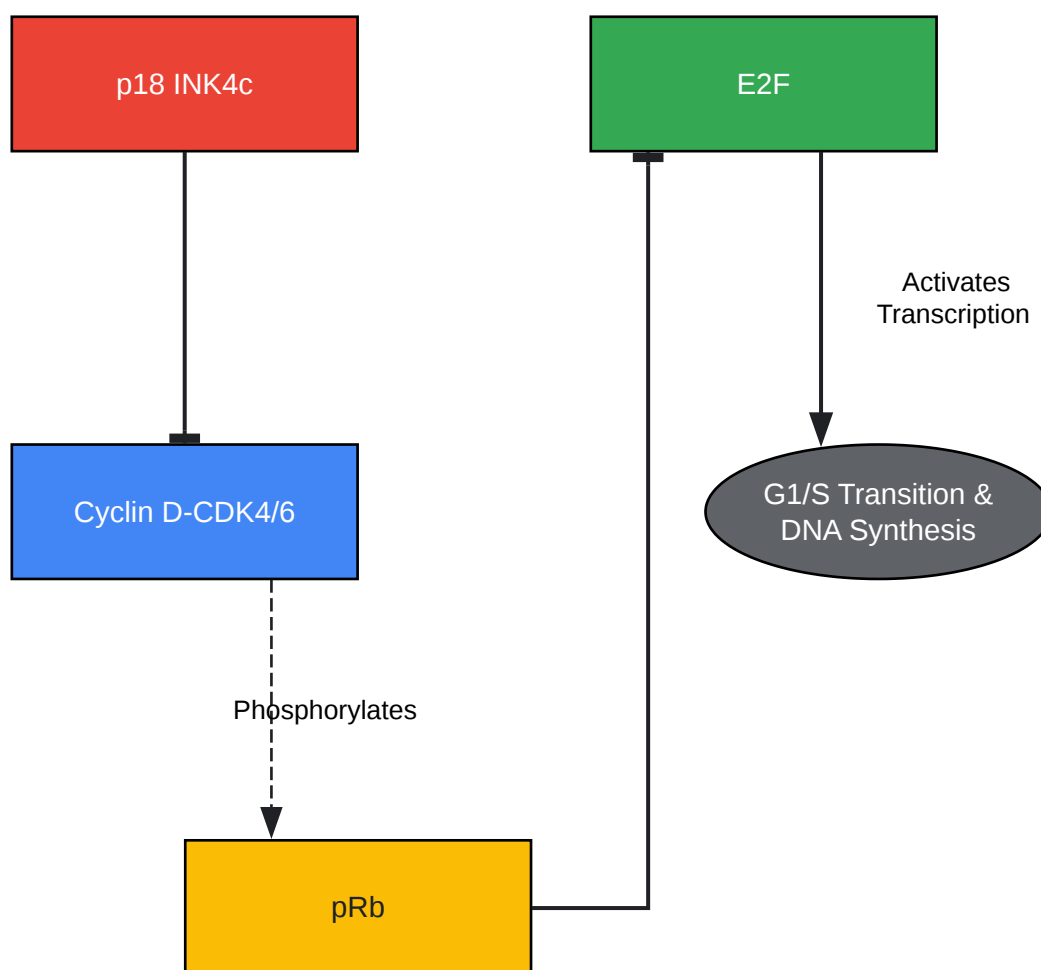 p18 INK4c
E2F
Activates
Transcription
Cyclin D-CDK4/6
G1/S Transition &
DNA Synthesis
Phosphorylates
pRb